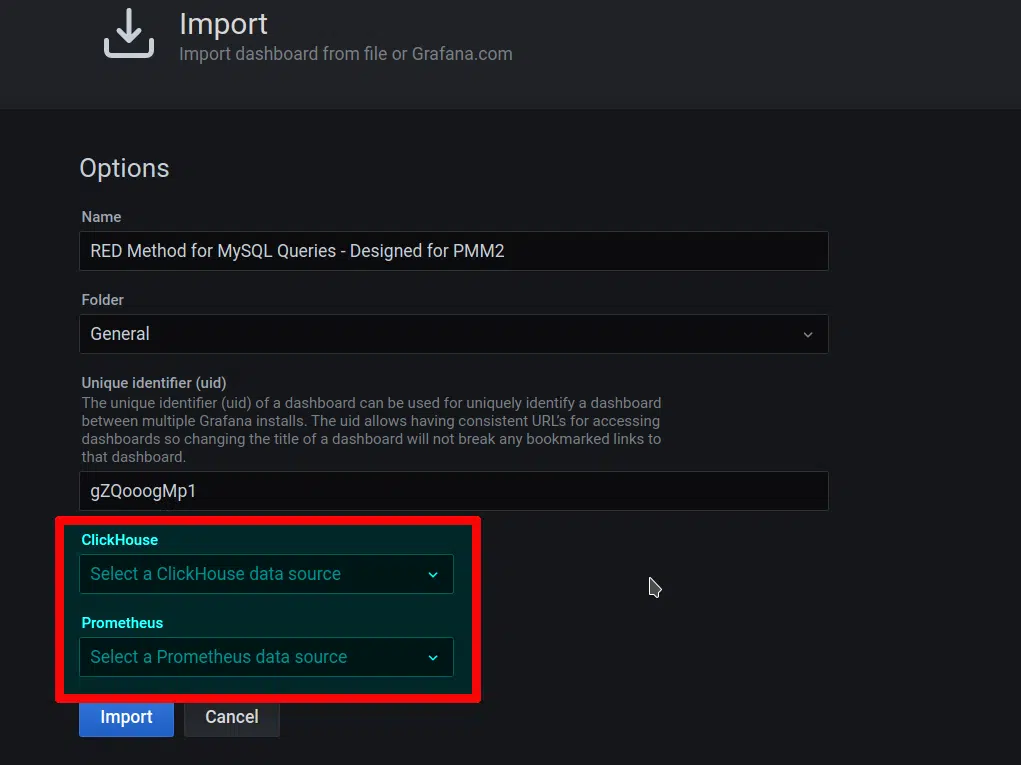 Import
Import dashboard from file or Grafana.com
Options
Name
RED Method for MySQL Queries - Designed for PMM2
Folder
General
Unique identifier (uid)
The unique identifier (uid) of a dashboard can be used for uniquely identify a dashboard
between multiple Grafana installs. The uid allows having consistent URL's for accessing
dashboards so changing the title of a dashboard will not break any bookmarked links to
that dashboard.
gZQooogMp1
ClickHouse
Select a ClickHouse data source
Prometheus
Select a Prometheus data source
Import
Cancel